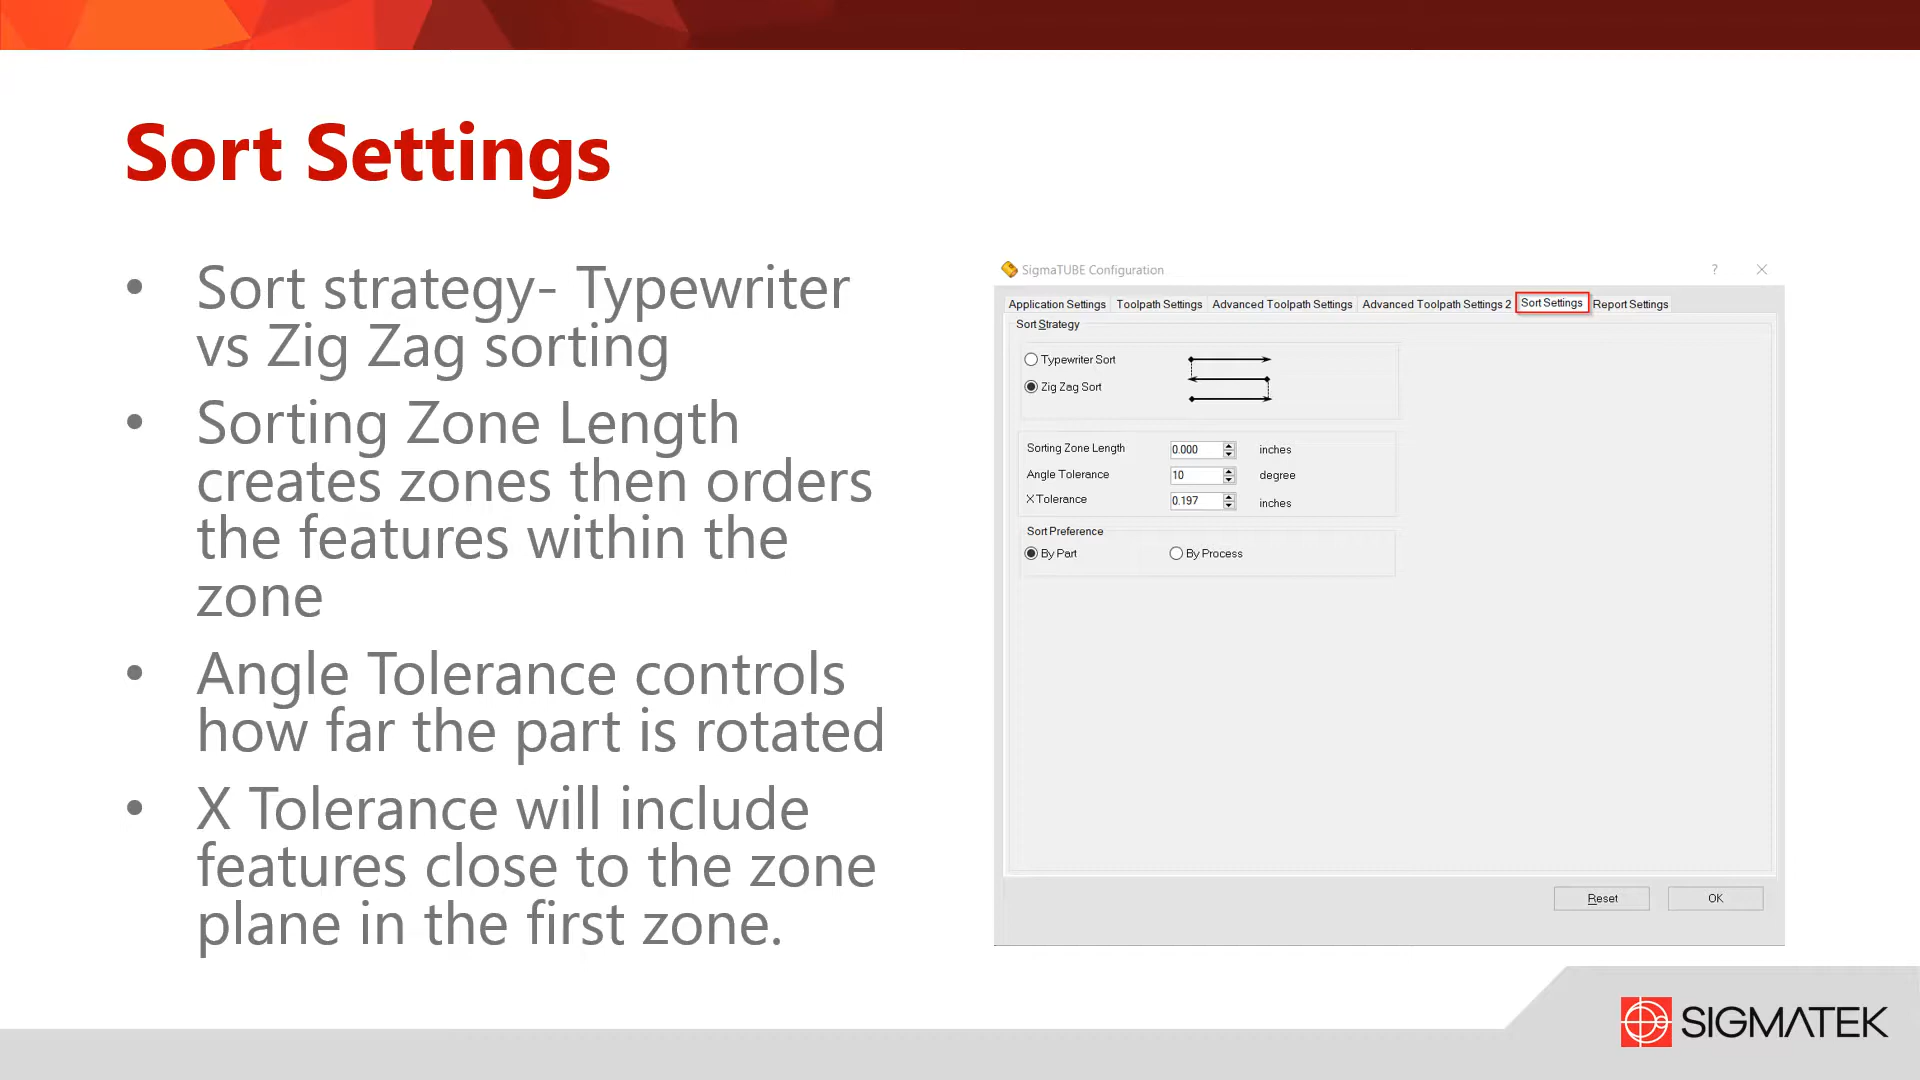 Sort Settings
• Sort strategy- Typewriter
vs Zig Zag sorting
• Sorting Zone Length
creates zones then orders
the features within the
zone
• Angle Tolerance controls
how far the part is rotated
• X Tolerance will include
features close to the zone
plane in the first zone.
SigmaTUBE Configuration ?
Application Settings Toolpath Settings Advanced Toolpath Settings Advanced Toolpath Settings 2 Sort Settings Report Settings
Sort Strategy
Typewriter Sort
Zig Zag Sort
Sorting Zone Length 0.000 inches
Angle Tolerance 10 degree
X Tolerance 0.197 inches
Sort Preference
By Part By Process
Reset OK
SIGMATEK